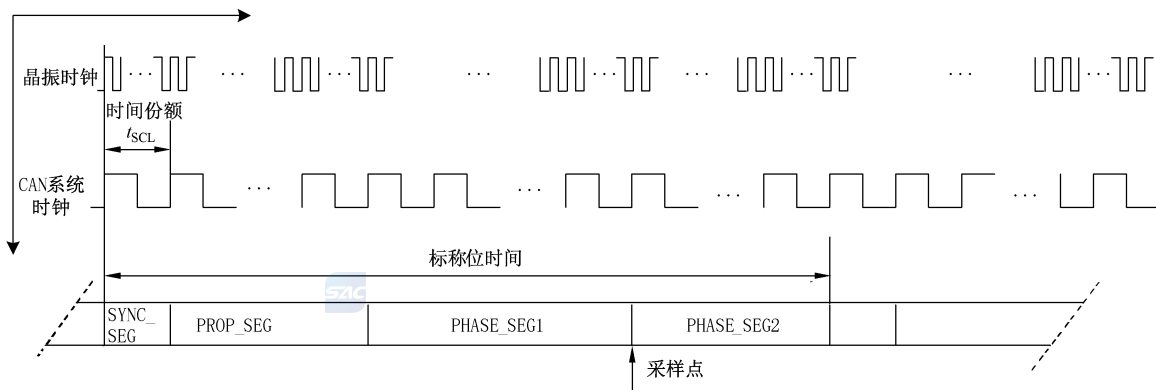 晶振时钟
时间份额
tSCL
CAN系统
时钟
标称位时间
SAC
SYNC_
SEG
PROP_SEG
PHASE_SEG1
PHASE_SEG2
采样点